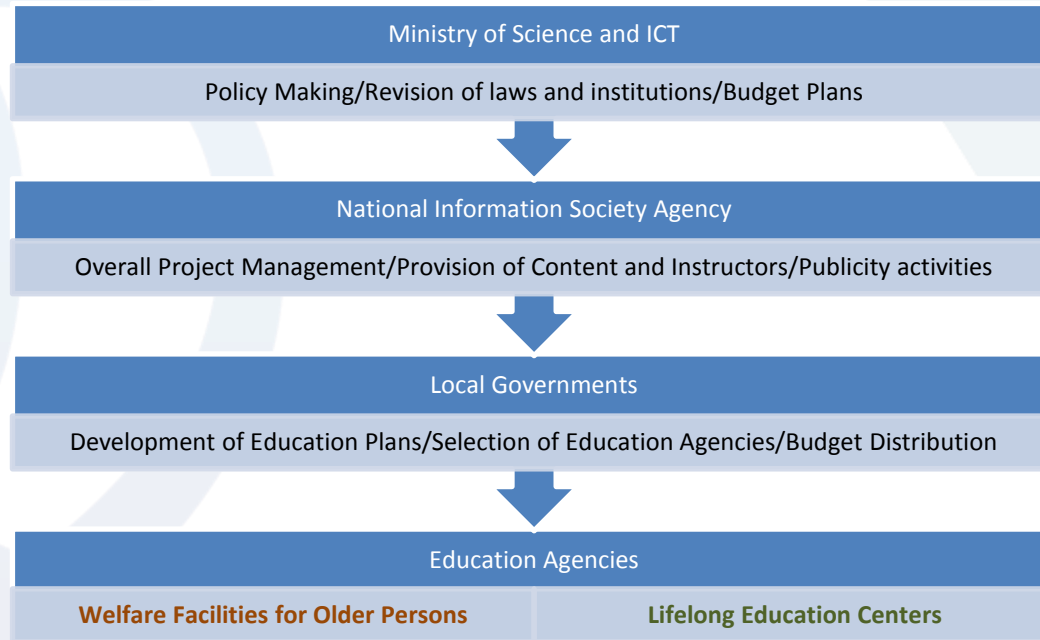 Ministry of Science and ICT
Policy Making/Revision of laws and institutions/Budget Plans
National Information Society Agency
Overall Project Management/Provision of Content and Instructors/Publicity activities
Local Governments
Development of Education Plans/Selection of Education Agencies/Budget Distribution
Education Agencies
Welfare Facilities for Older Persons
Lifelong Education Centers